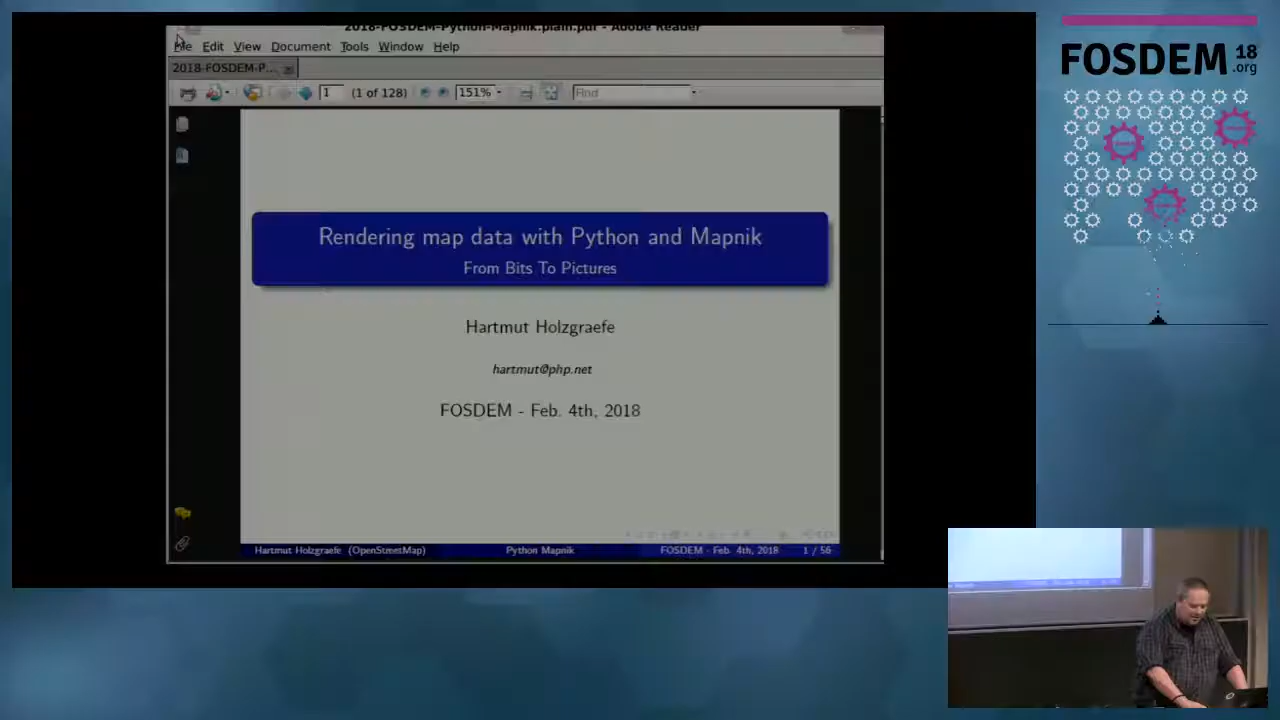 2018-FOSDEM-Python-Mapnik.plain.pdf - Adobe Reader
File Edit View Document Tools Window Help
2018-FOSDEM-P...
1 (1 of 128) 151% Find
Rendering map data with Python and Mapnik
From Bits To Pictures
Hartmut Holzgraefe
hartmut@php.net
FOSDEM - Feb. 4th, 2018
Hartmut Holzgraefe (OpenStreetMap) Python Mapnik FOSDEM - Feb. 4th, 2018 1 / 56
FOSDEM 18
.org